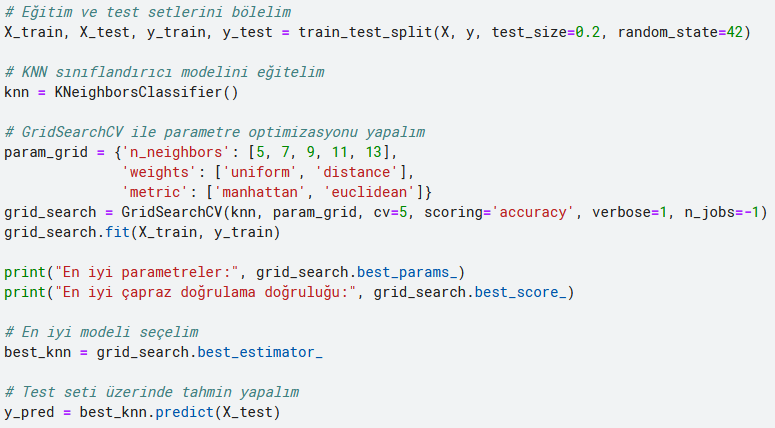 # Eğitim ve test setlerini bölelim
X_train, X_test, y_train, y_test = train_test_split(X, y, test_size=0.2, random_state=42)
# KNN sınıflandırıcı modelini eğitelim
knn = KNeighborsClassifier()
# GridSearchCV ile parametre optimizasyonu yapalım
param_grid = {'n_neighbors': [5, 7, 9, 11, 13],
'weights': ['uniform', 'distance'],
'metric': ['manhattan', 'euclidean']}
grid_search = GridSearchCV(knn, param_grid, cv=5, scoring='accuracy', verbose=1, n_jobs=-1)
grid_search.fit(X_train, y_train)
print("En iyi parametreler:", grid_search.best_params_)
print("En iyi çapraz doğrulama doğruluğu:", grid_search.best_score_)
# En iyi modeli seçelim
best_knn = grid_search.best_estimator_
# Test seti üzerinde tahmin yapalım
y_pred = best_knn.predict(X_test)